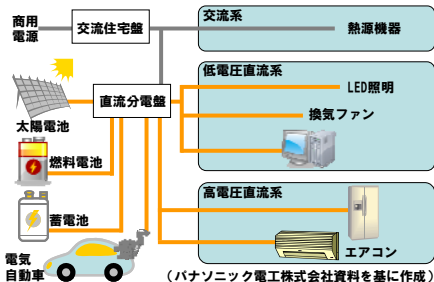 商用
電源
交流住宅盤
交流系
熱源機器
低電圧直流系
LED照明
換気ファン
直流分電盤
太陽電池
燃料電池
蓄電池
電気
自動車
高電圧直流系
エアコン
(パナソニック電工株式会社資料を基に作成)